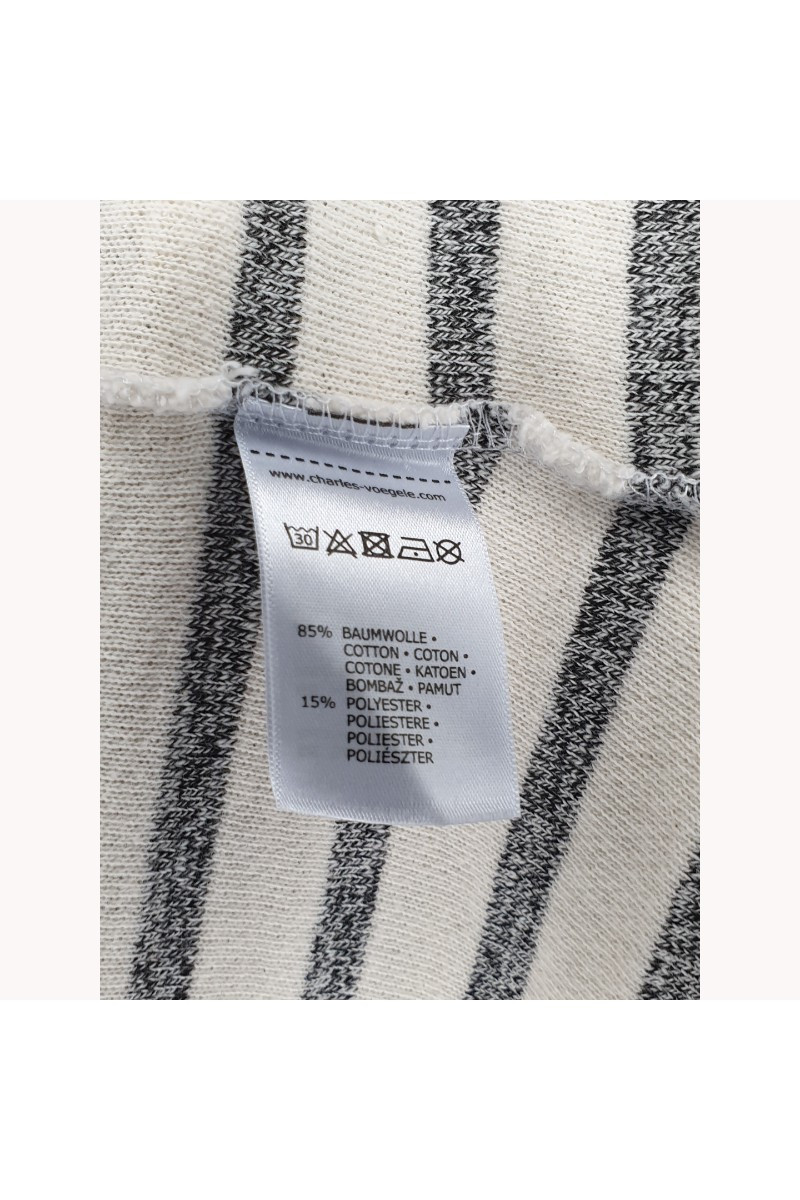 www.charles-voegele.com
30
85% BAUMWOLLE •
COTTON • COTON •
COTONE • KATOEN •
BOMBAŽ • PAMUT
15% POLYESTER •
POLIESTERE •
POLIESTER •
POLIÉSZTER